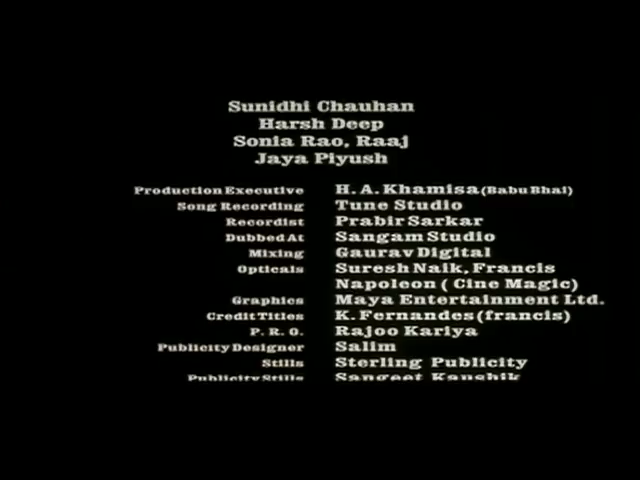 Sunidhi Chauhan
Harsh Deep
Sonia Rao, Raaj
Jaya Piyush
Production Executive H. A. Khamisa (Babu Bhai)
Song Recording Tune Studio
Recordist Prabir Sarkar
Dubbed At Sangam Studio
Mixing Gaurav Digital
Opticals Suresh Naik, Francis
Napoleon ( Cine Magic)
Graphics Maya Entertainment Ltd.
Credit Titles K. Fernandes (francis)
P. R. O. Rajoo Kariya
Publicity Designer Salim
Stills Sterling Publicity
Publicity Stills Sangeet Kaushik